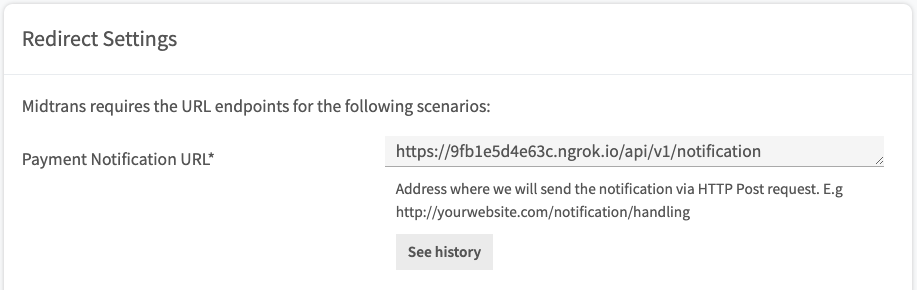 Redirect Settings
Midtrans requires the URL endpoints for the following scenarios:
Payment Notification URL*
https://9fb1e5d4e63c.ngrok.io/api/v1/notification
Address where we will send the notification via HTTP Post request. E.g
http://yourwebsite.com/notification/handling
See history